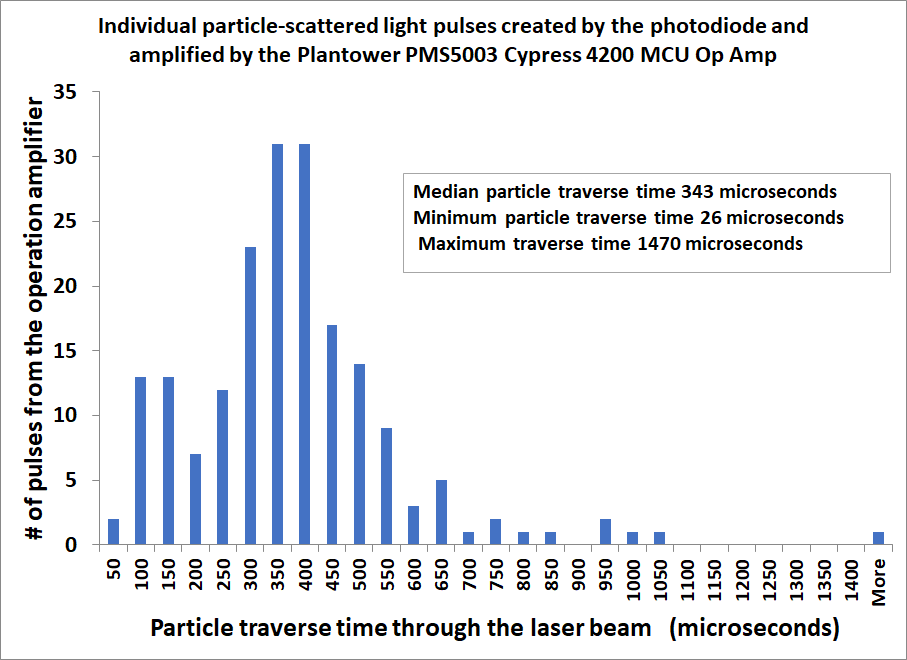 Individual particle-scattered light pulses created by the photodiode and
amplified by the Plantower PMS5003 Cypress 4200 MCU Op Amp
# of pulses from the operation amplifier
35
30
25
20
15
10
5
0
Median particle traverse time 343 microseconds
Minimum particle traverse time 26 microseconds
Maximum traverse time 1470 microseconds
50 100 150 200 250 300 350 400 450 500 550 600 650 700 750 800 850 900 950 1000 1050 1100 1150 1200 1250 1300 1350 1400 More
Particle traverse time through the laser beam (microseconds)